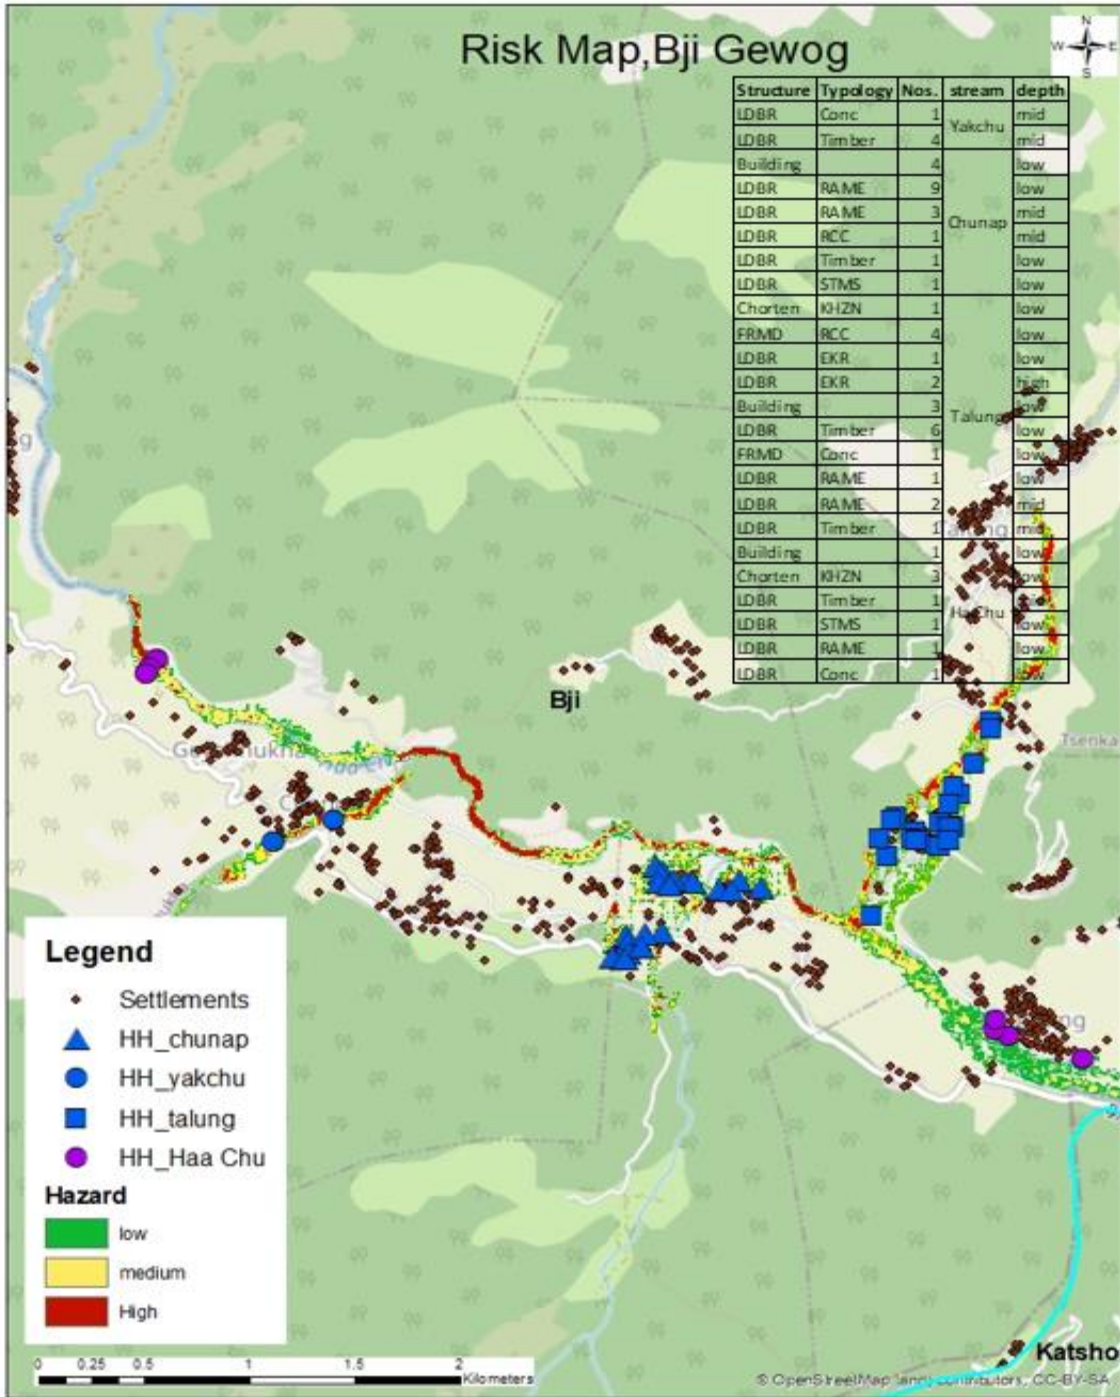 Risk Map,Bji Gewog
N
W E
S
Structure Typology Nos. stream depth
LDBR Conc 1 Yakchu mid
LDBR Timber 4 mid
Building 4 Chunap low
LDBR RAME 9 low
LDBR RAME 3 mid
LDBR RCC 1 mid
LDBR Timber 1 low
LDBR STMS 1 low
Chorten KHZN 1 Talung low
FRMD RCC 4 low
LDBR EKR 1 low
LDBR EKR 2 high
Building 3 low
LDBR Timber 6 low
FRMD Conc 1 low
LDBR RAME 1 low
LDBR RAME 2 mid
LDBR Timber 1 mid
Building 1 Ha Chu low
Chorten KHZN 3 low
LDBR Timber 1
LDBR STMS 1 low
LDBR RAME 1 low
LDBR Conc 1 low
Bji
Tsenka
Legend
Settlements
HH_chunap
HH_yakchu
HH_talung
HH_Haa Chu
Hazard
low
medium
High
0 0.25 0.5 1 1.5 2
Kilometers
Katsho
© OpenStreetMap (and) contributors, CC-BY-SA